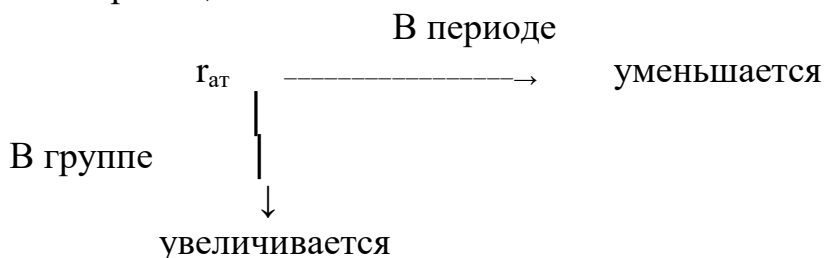 В периоде
rат ––––––––––––––––––→ уменьшается
В группе
↓
увеличивается